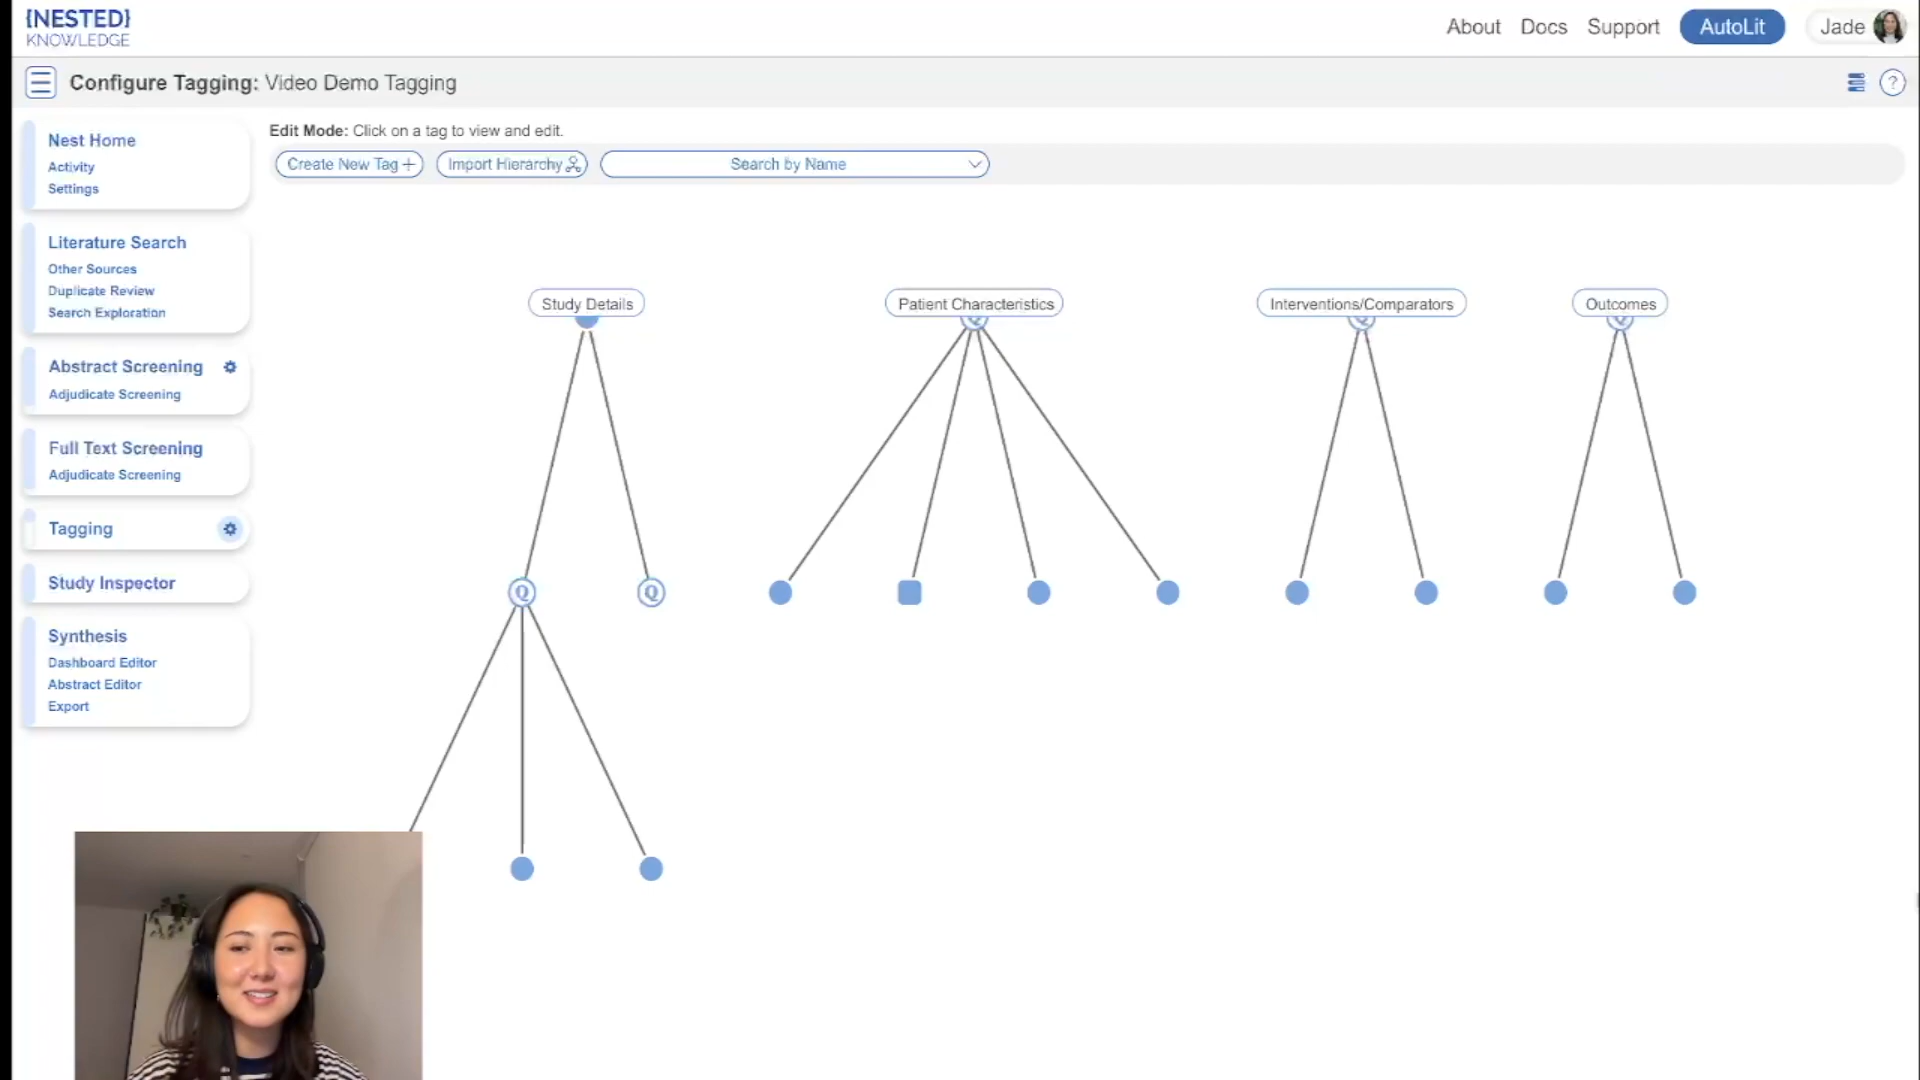 {NESTED}
KNOWLEDGE
About Docs Support AutoLit Jade
Configure Tagging: Video Demo Tagging
?
Nest Home
Activity
Settings
Literature Search
Other Sources
Duplicate Review
Search Exploration
Abstract Screening
Adjudicate Screening
Full Text Screening
Adjudicate Screening
Tagging
Study Inspector
Synthesis
Dashboard Editor
Abstract Editor
Export
Edit Mode: Click on a tag to view and edit.
Create New Tag Import Hierarchy Search by Name
Study Details Patient Characteristics Interventions/Comparators Outcomes
Q Q Q
Q Q